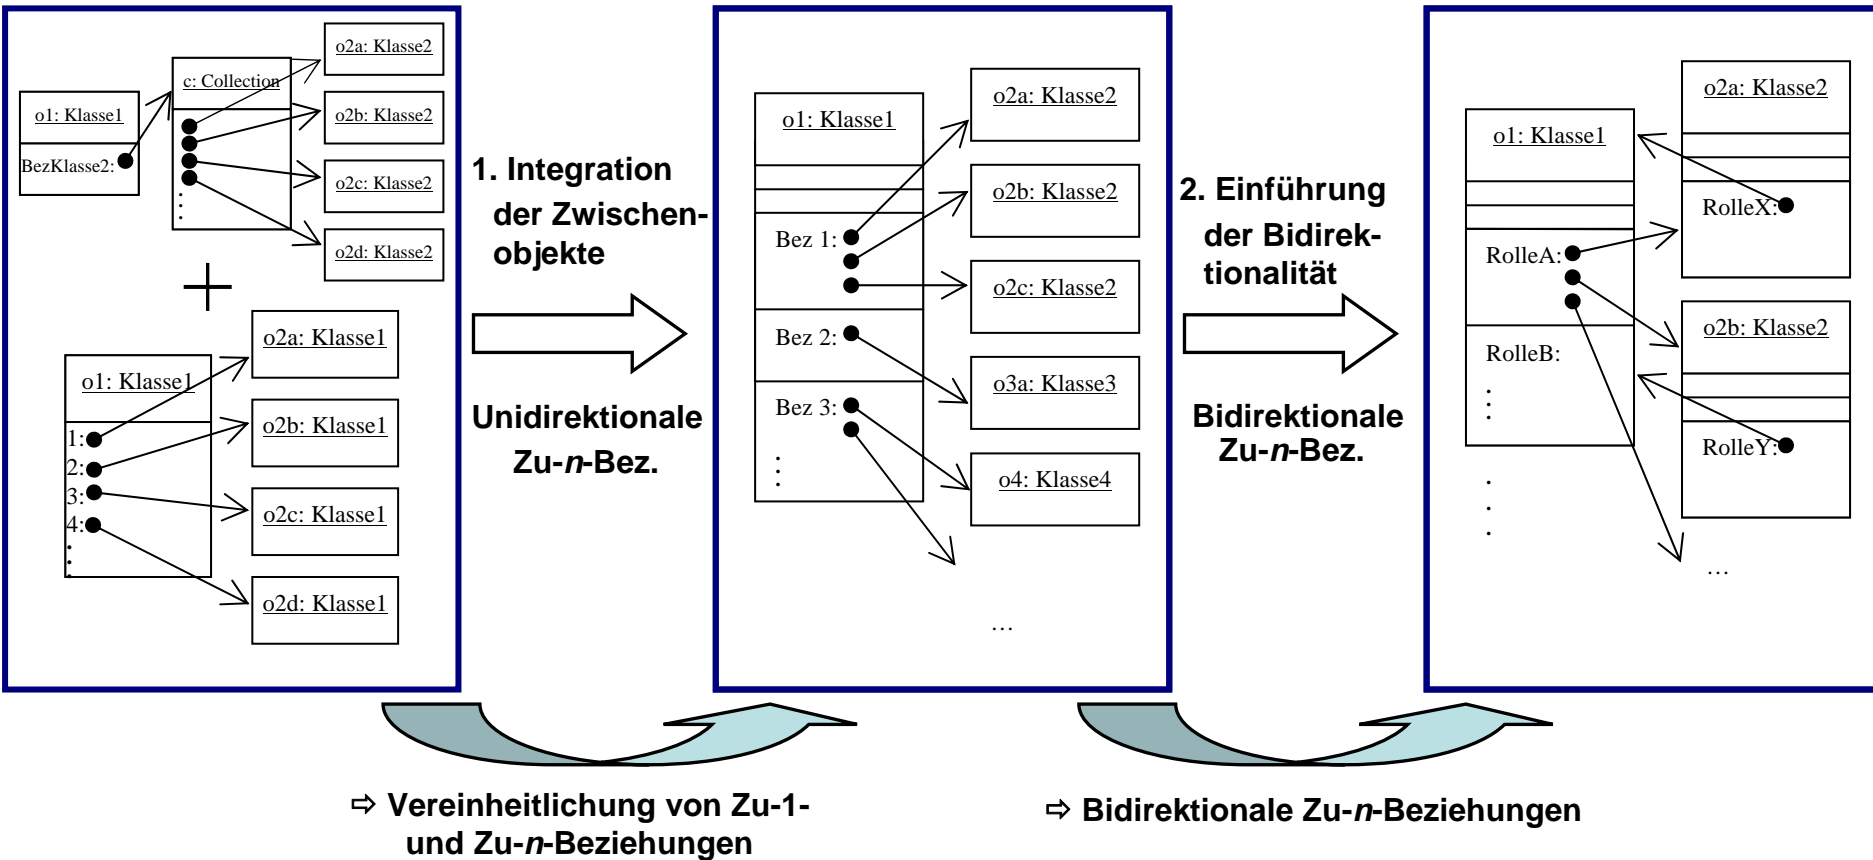 o2a: Klasse2
c: Collection
o1: Klasse1
BezKlasse2:
o2b: Klasse2
o2c: Klasse2
o2d: Klasse2
.
.
.
+
o1: Klasse1
1:
2:
3:
4:
.
.
.
o2a: Klasse1
o2b: Klasse1
o2c: Klasse1
o2d: Klasse1
1. Integration
der Zwischen-
objekte
Unidirektionale
Zu-n-Bez.
o1: Klasse1
Bez 1:
Bez 2:
Bez 3:
.
.
.
o2a: Klasse2
o2b: Klasse2
o2c: Klasse2
o3a: Klasse3
o4: Klasse4
...
2. Einführung
der Bidirek-
tionalität
Bidirektionale
Zu-n-Bez.
o1: Klasse1
RolleA:
RolleB:
.
.
.
.
.
.
o2a: Klasse2
RolleX:
o2b: Klasse2
RolleY:
...
⇨ Vereinheitlichung von Zu-1-
und Zu-n-Beziehungen
⇨ Bidirektionale Zu-n-Beziehungen